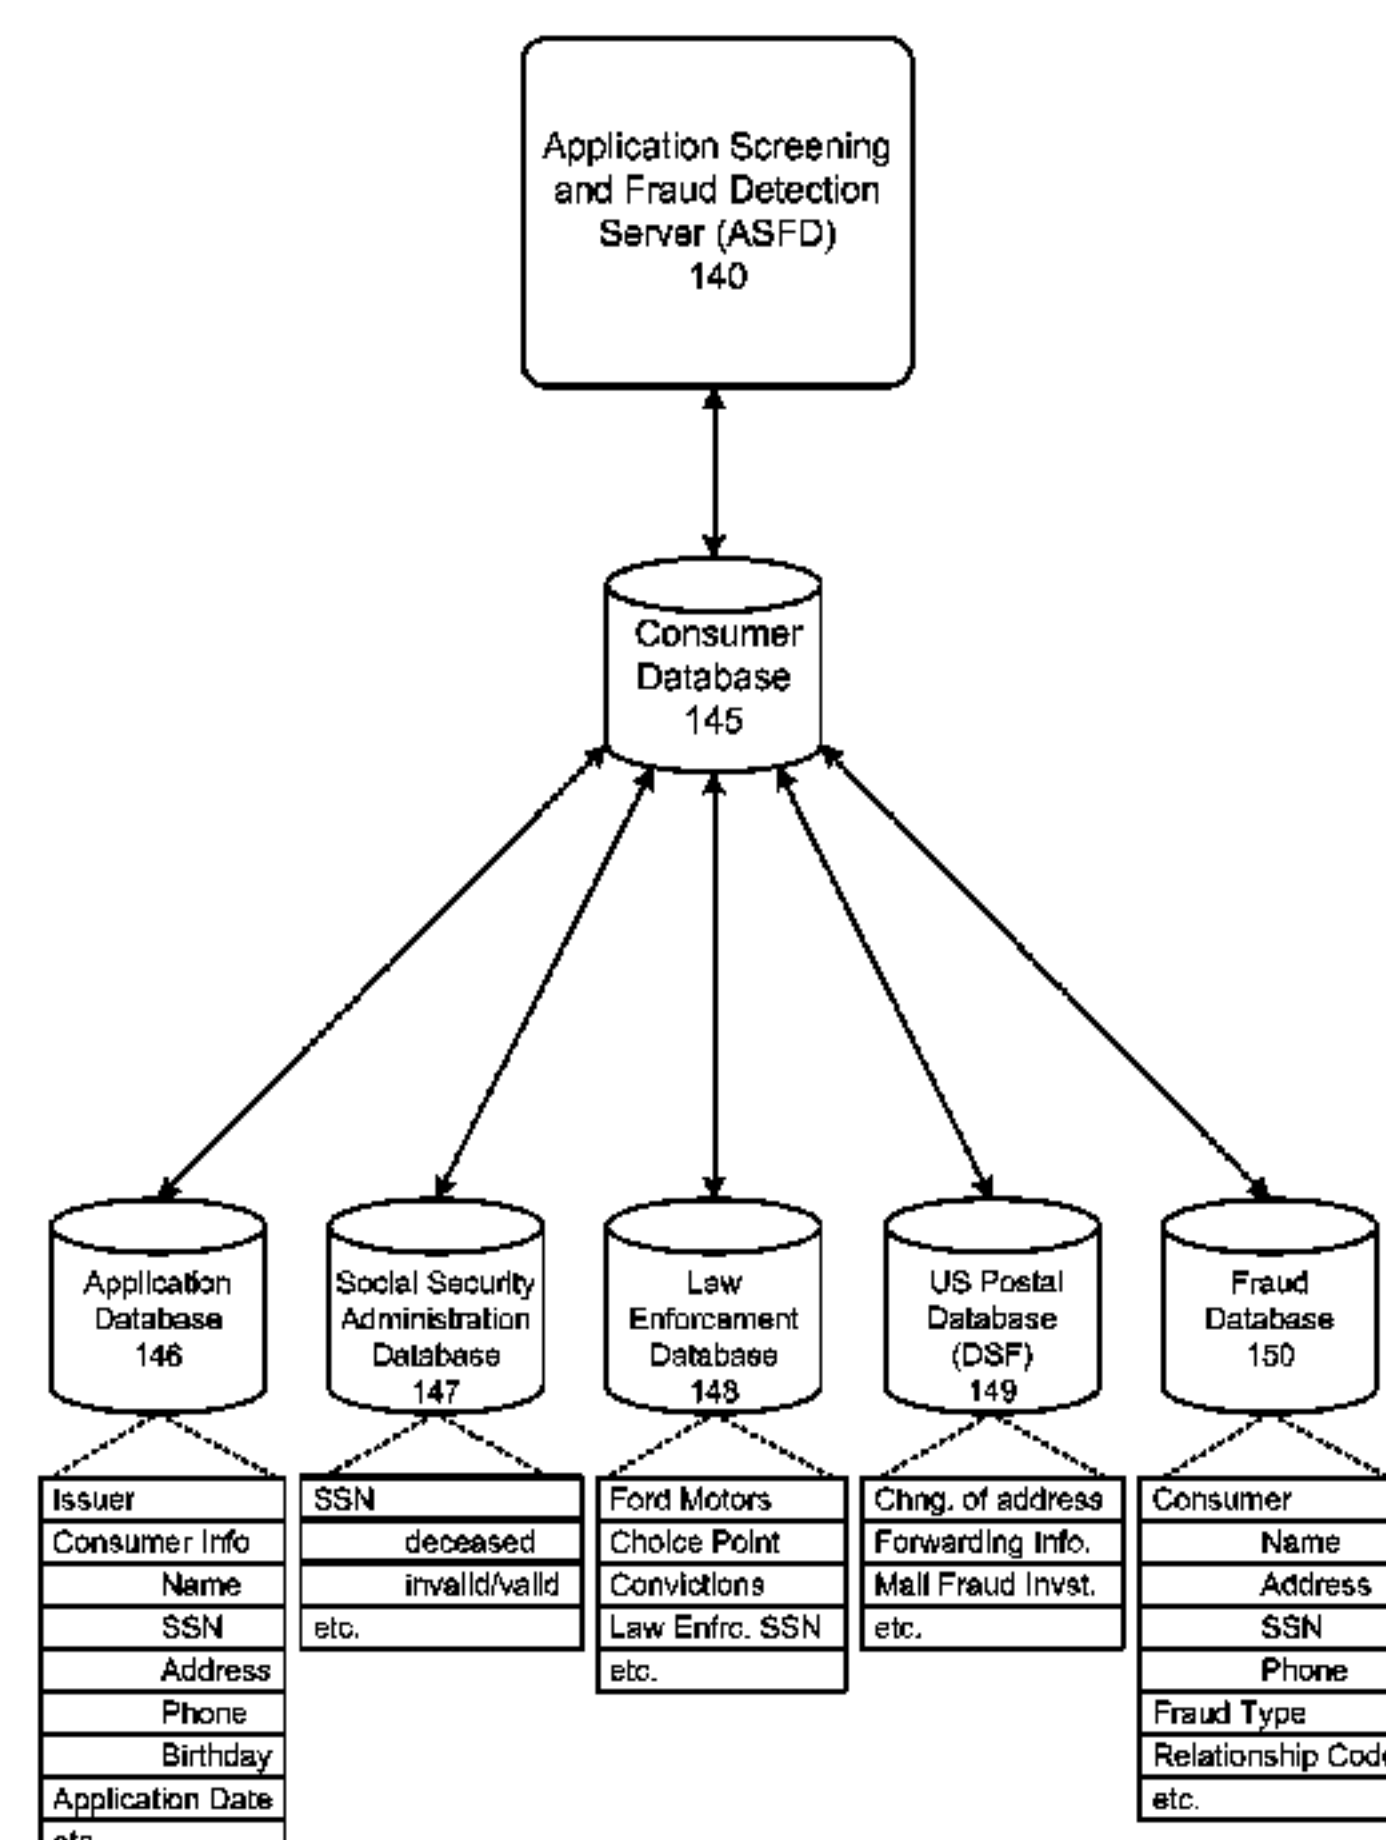 Application Screening
and Fraud Detection
Server (ASFD)
140
Consumer
Database
145
Application
Database
146
Social Security
Administration
Database
147
Law
Enforcement
Database
148
US Postal
Database
(DSF)
149
Fraud
Database
150
Issuer
Consumer Info
Name
SSN
Address
Phone
Birthday
Application Date
etc.
SSN
deceased
invalid/valid
etc.
Ford Motors
Choice Point
Convictions
Law Enfrc. SSN
etc.
Chng. of address
Forwarding Info.
Mail Fraud Invst.
etc.
Consumer
Name
Address
SSN
Phone
Fraud Type
Relationship Code
etc.